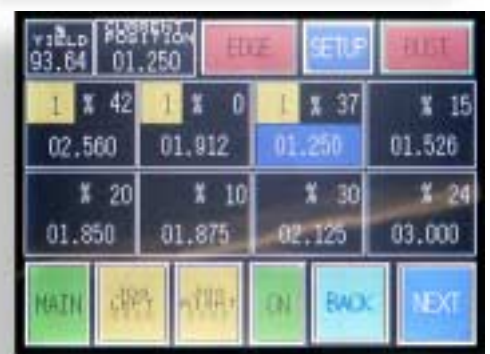 YIELD CURRENT POSITION EDGE SETUP
93.64 01.250
1 % 42 1 % 0 1 % 37 % 15
02.560 01.912 01.250 01.526
% 20 % 10 % 30 % 24
01.850 01.875 02.125 03.000
MAIN ON BACK NEXT